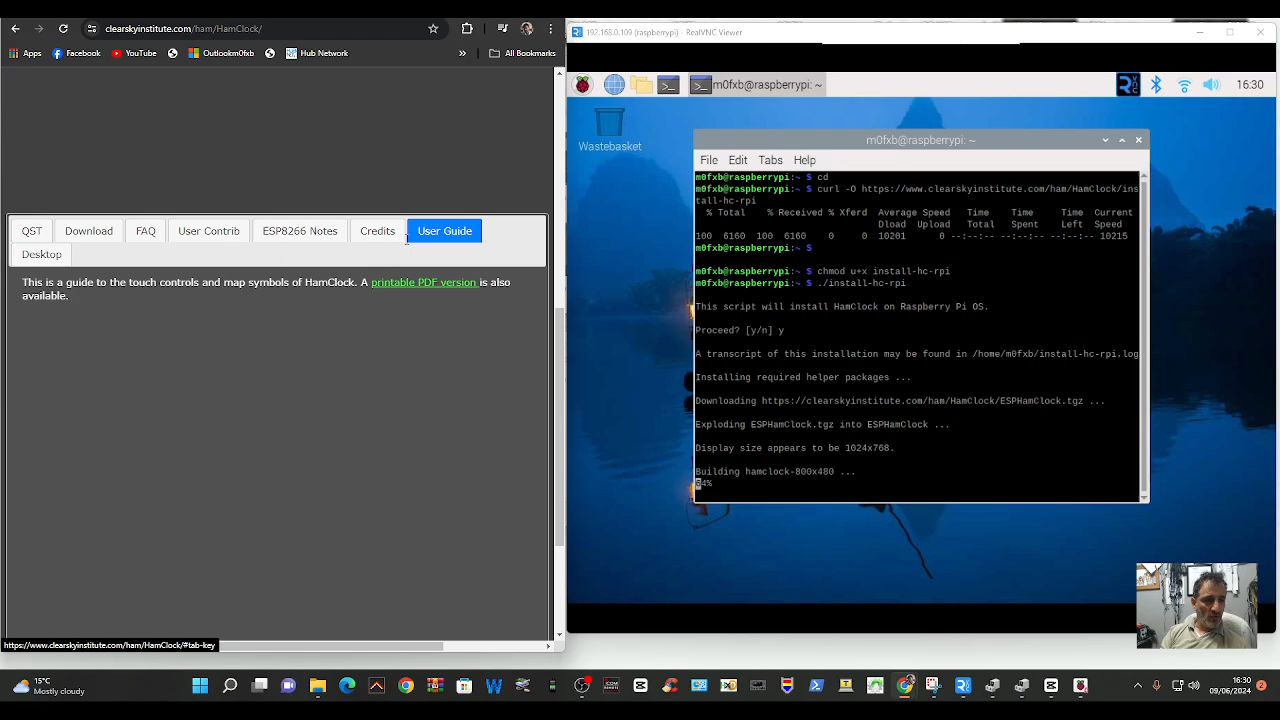 clearskyinstitute.com/ham/HamClock/
Facebook
YouTube
OutdoorsInfo
All Star Network
»
All Bookmarks
QST
Download
FAQ
User Contrib
ESP8266 Notes
Credits
User Guide
Desktop
This is a guide to the touch controls and display symbols of HamClock. A printable PDF version is also
available.
https://www.clearskyinstitute.com/ham/HamClock/#tab-key
192.168.0.109 (raspberrypi) - RealVNC Viewer
m0fxb@raspberrypi: ~
16:30
Wastebasket
m0fxb@raspberrypi: ~
File Edit Tabs Help
m0fxb@raspberrypi:~ $ cd
m0fxb@raspberrypi:~ $ curl -O https://www.clearskyinstitute.com/ham/HamClock/ins
tall-hc-rpi
% Total % Received % Xferd Average Speed Time Time Time Current
Dload Upload Total Spent Left Speed
100 6160 100 6160 0 0 10201 0 --:--:-- --:--:-- --:--:-- 10215
m0fxb@raspberrypi:~ $
m0fxb@raspberrypi:~ $ chmod u+x install-hc-rpi
m0fxb@raspberrypi:~ $ ./install-hc-rpi
This script will install HamClock on Raspberry Pi OS.
Proceed? [y/n] y
A transcript of this installation may be found in /home/m0fxb/install-hc-rpi.log
Installing required helper packages ...
Downloading https://clearskyinstitute.com/ham/HamClock/ESPHamClock.tgz ...
Exploding ESPHamClock.tgz into ESPHamClock ...
Display size appears to be 1024x768.
Building hamclock-800x480 ...
4%
15°C
Mostly cloudy
16:30
09/06/2024